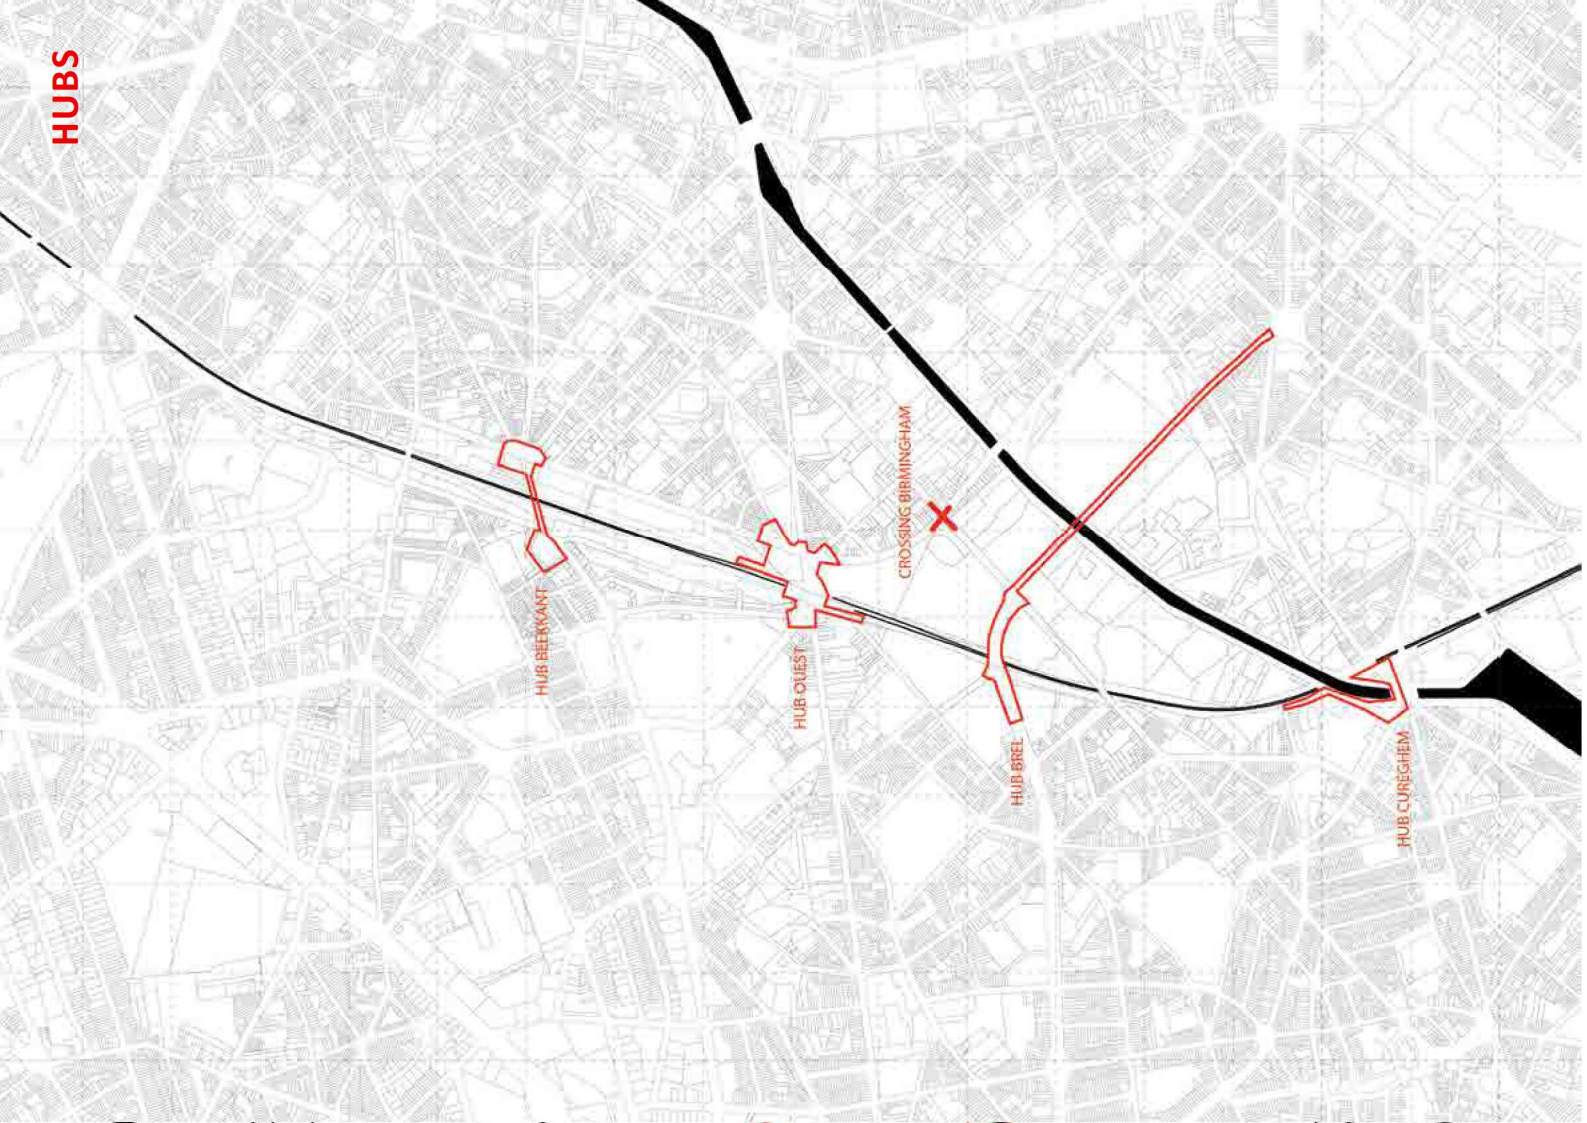 HUBS
HUB BEEKKANT
HUB OUEST
CROSSING BIRMINGHAM
HUB BREL
HUB CUREGHEM